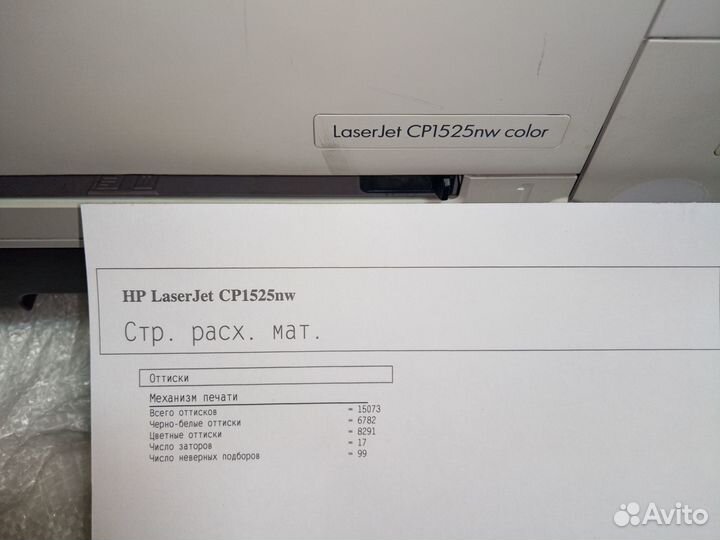 LaserJet CP1525nw color
HP LaserJet CP1525nw
Стр. расх. мат.
Оттиски
Механизм печати
Всего оттисков = 15073
Черно-белые оттиски = 6782
Цветные оттиски = 8291
Число заторов = 17
Число неверных подборов = 99
Avito